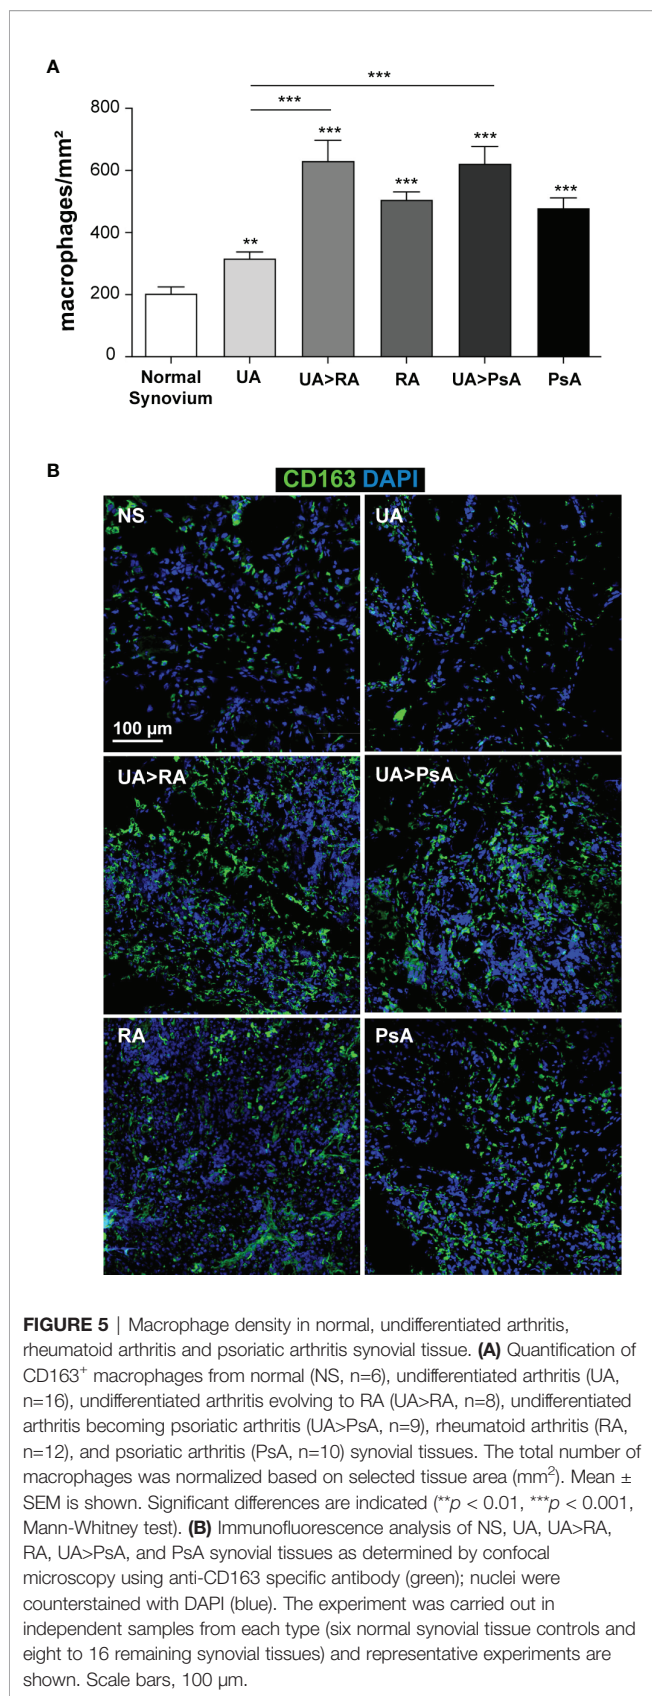 A
***
***
***
***
***
***
**
800
600
400
200
0
macrophages/mm²
Normal
Synovium
UA
UA>RA
RA
UA>PsA
PsA
B
CD163 DAPI
NS
UA
100 µm
UA>RA
UA>PsA
RA
PsA
FIGURE 5 | Macrophage density in normal, undifferentiated arthritis,
rheumatoid arthritis and psoriatic arthritis synovial tissue. (A) Quantification of
CD163⁺ macrophages from normal (NS, n=6), undifferentiated arthritis (UA,
n=16), undifferentiated arthritis evolving to RA (UA>RA, n=8), undifferentiated
arthritis becoming psoriatic arthritis (UA>PsA, n=9), rheumatoid arthritis (RA,
n=12), and psoriatic arthritis (PsA, n=10) synovial tissues. The total number of
macrophages was normalized based on selected tissue area (mm²). Mean ±
SEM is shown. Significant differences are indicated (**p < 0.01, ***p < 0.001,
Mann-Whitney test). (B) Immunofluorescence analysis of NS, UA, UA>RA,
RA, UA>PsA, and PsA synovial tissues as determined by confocal
microscopy using anti-CD163 specific antibody (green); nuclei were
counterstained with DAPI (blue). The experiment was carried out in
independent samples from each type (six normal synovial tissue controls and
eight to 16 remaining synovial tissues) and representative experiments are
shown. Scale bars, 100 µm.